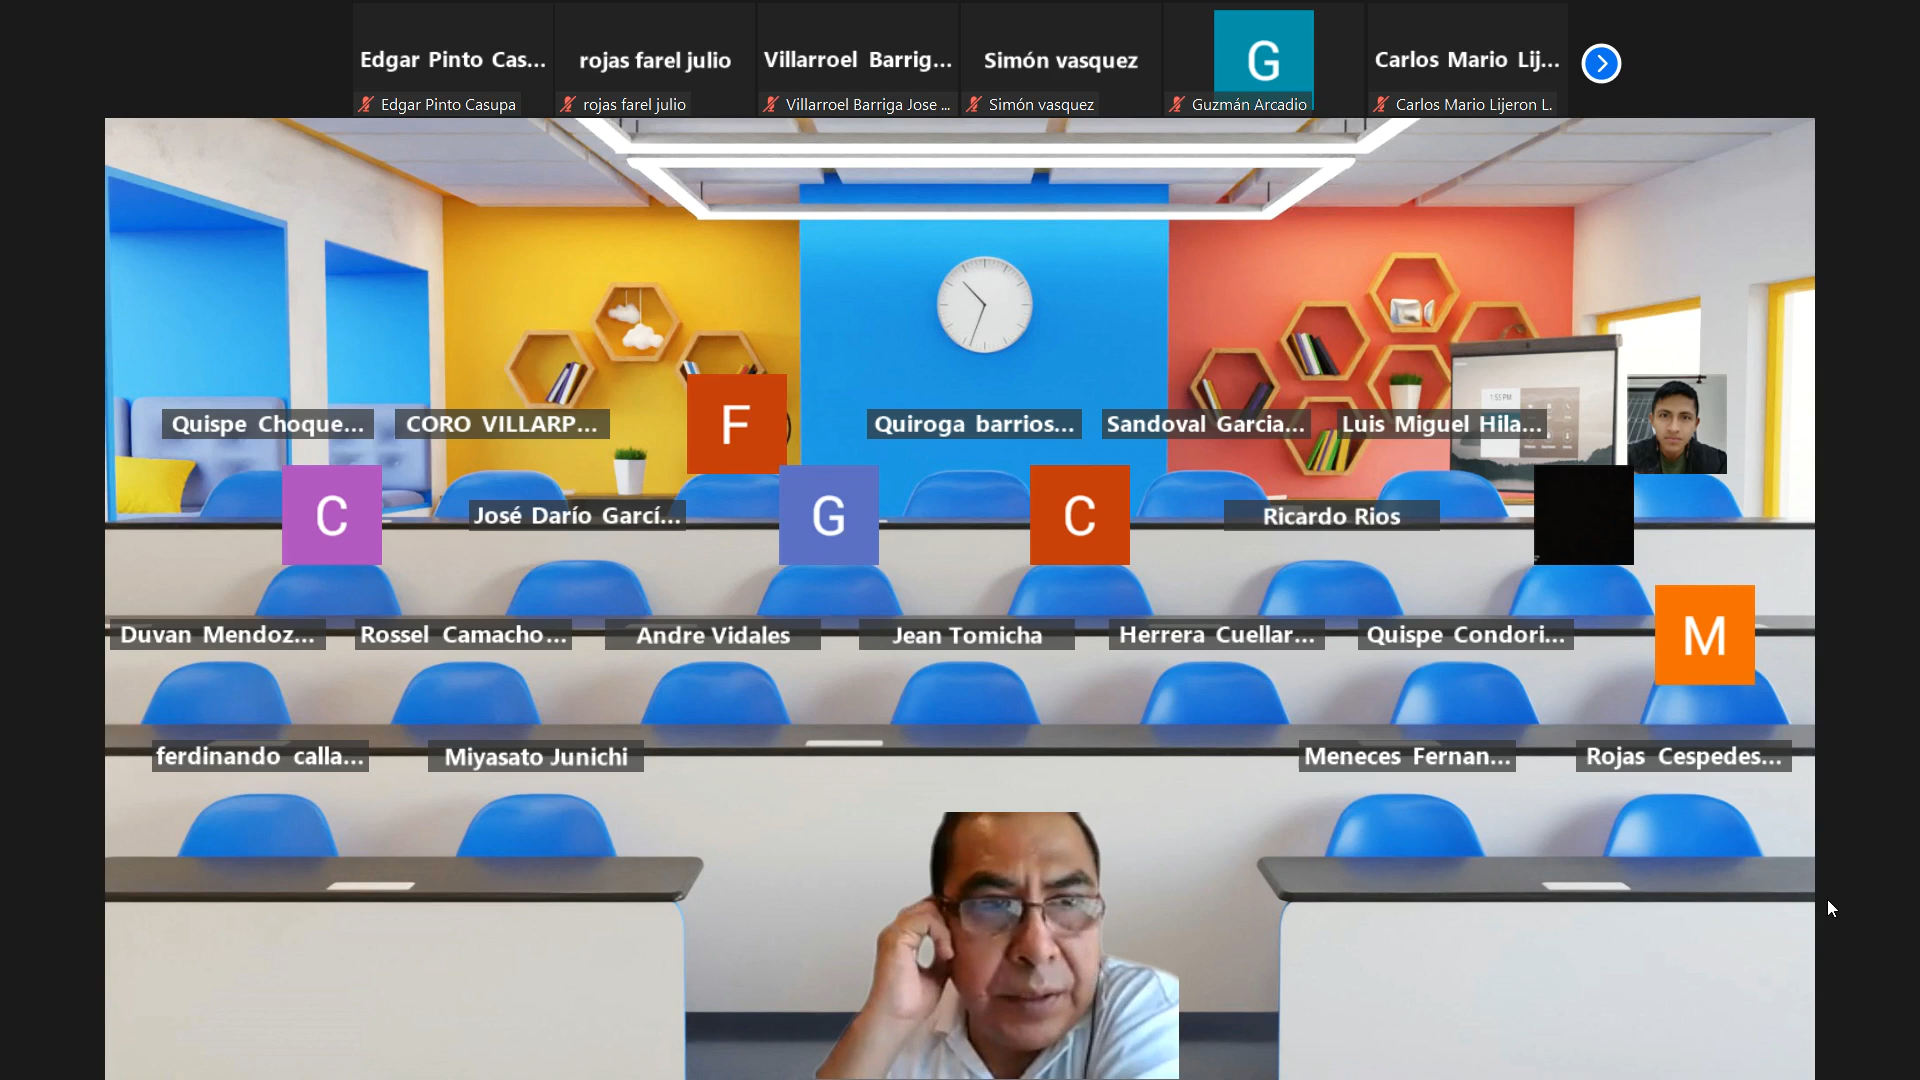 Edgar Pinto Cas...
rojas farel julio
Villarroel Barrig...
Simón vasquez
G
Carlos Mario Lij...
Edgar Pinto Casupa
rojas farel julio
Villarroel Barriga Jose ...
Simón vasquez
Guzmán Arcadio
Carlos Mario Lijeron L.
1:55 PM
Quispe Choque...
CORO VILLARP...
F
Quiroga barrios...
Sandoval Garcia...
Luis Miguel Hila...
C
José Darío Garcí...
G
C
Ricardo Rios
Duvan Mendoz...
Rossel Camacho...
Andre Vidales
Jean Tomicha
Herrera Cuellar...
Quispe Condori...
M
ferdinando calla...
Miyasato Junichi
Meneces Fernan...
Rojas Cespedes...